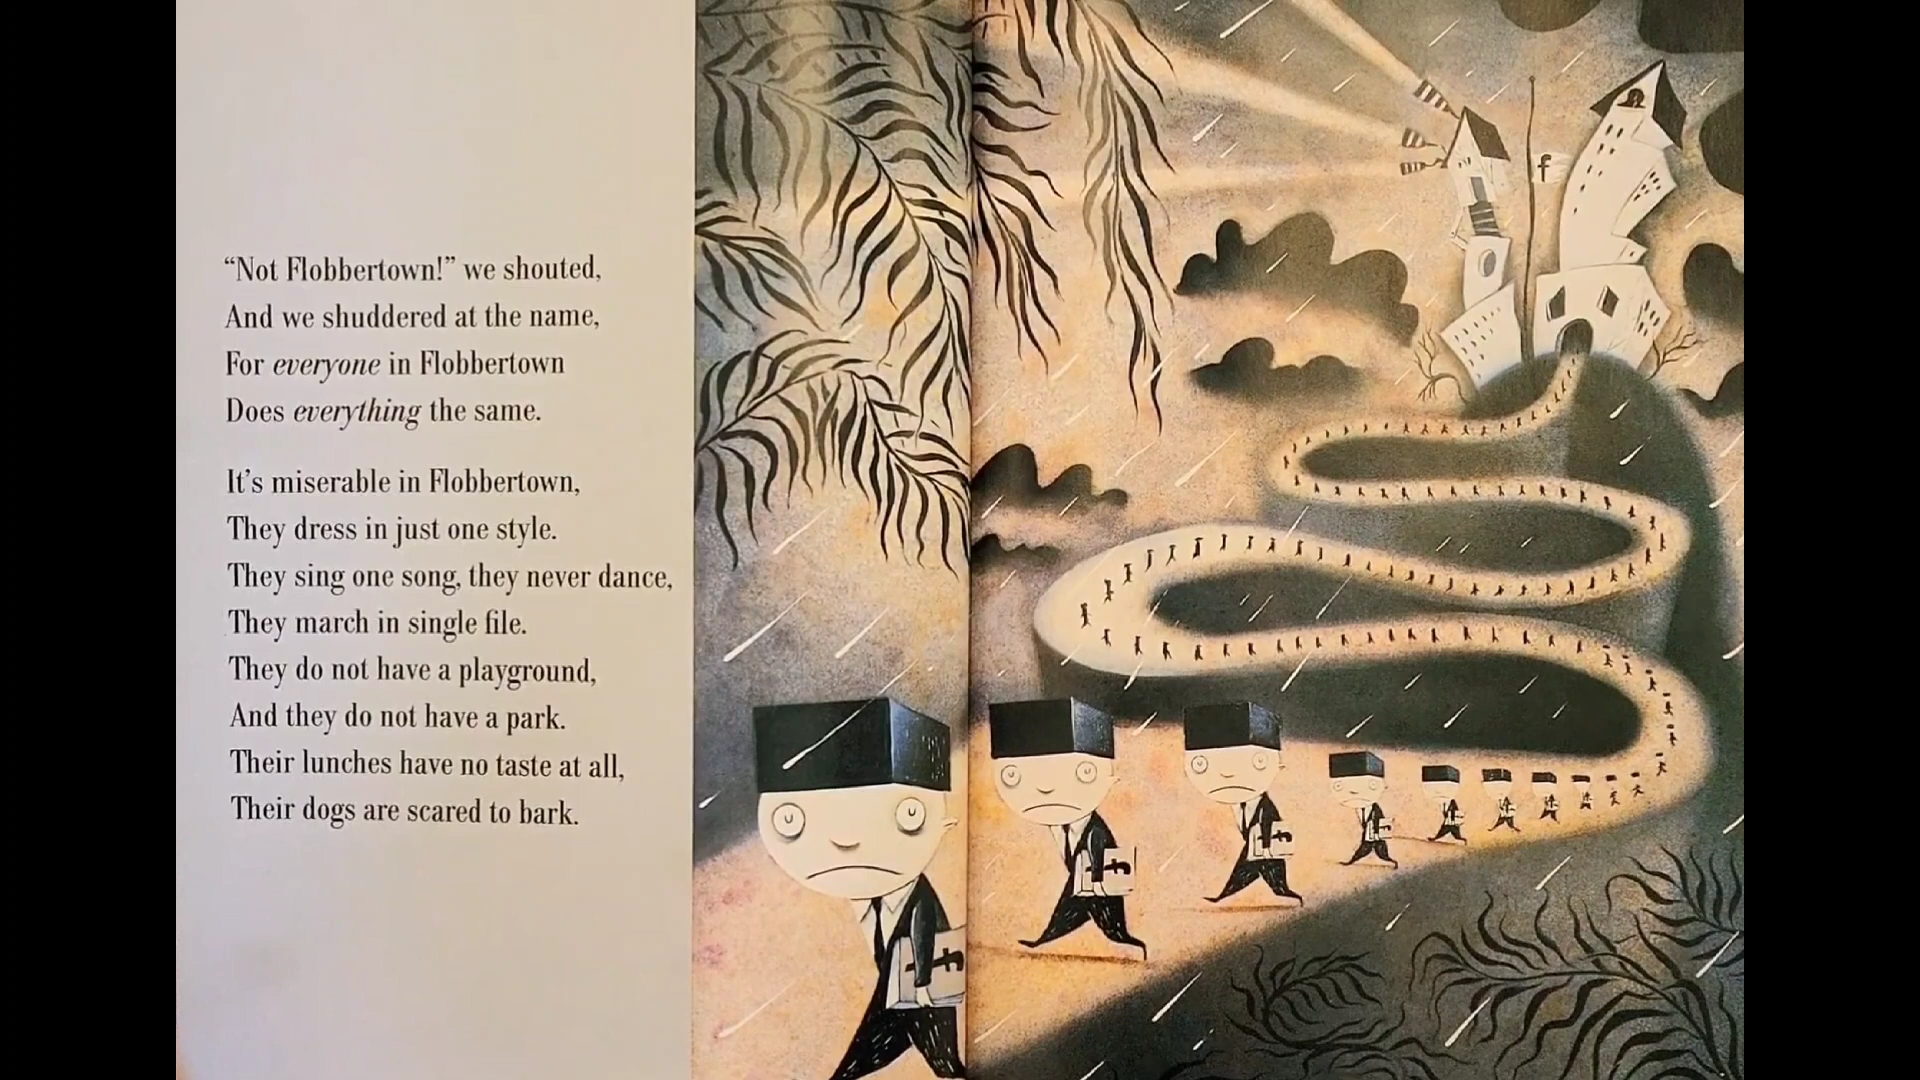 “Not Flobbertown!” we shouted,
And we shuddered at the name,
For everyone in Flobbertown
Does everything the same.
It’s miserable in Flobbertown,
They dress in just one style.
They sing one song, they never dance,
They march in single file.
They do not have a playground,
And they do not have a park.
Their lunches have no taste at all,
Their dogs are scared to bark.
f
f
f
f